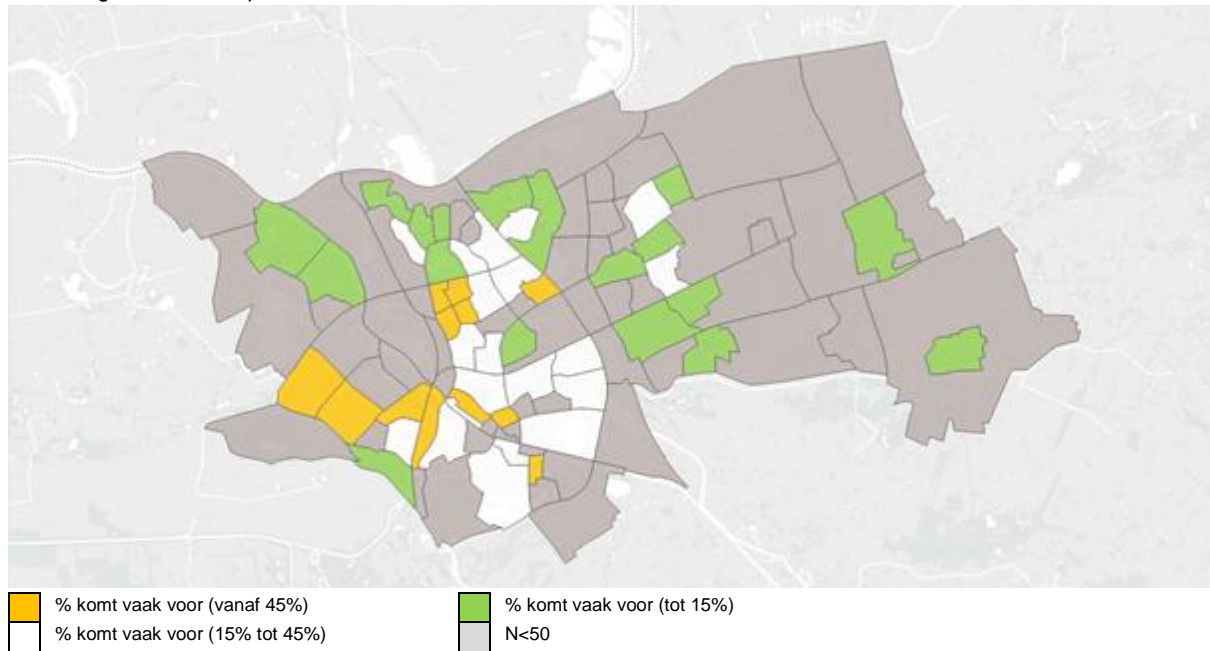 % komt vaak voor (vanaf 45%)
% komt vaak voor (tot 15%)
% komt vaak voor (15% tot 45%)
N<50